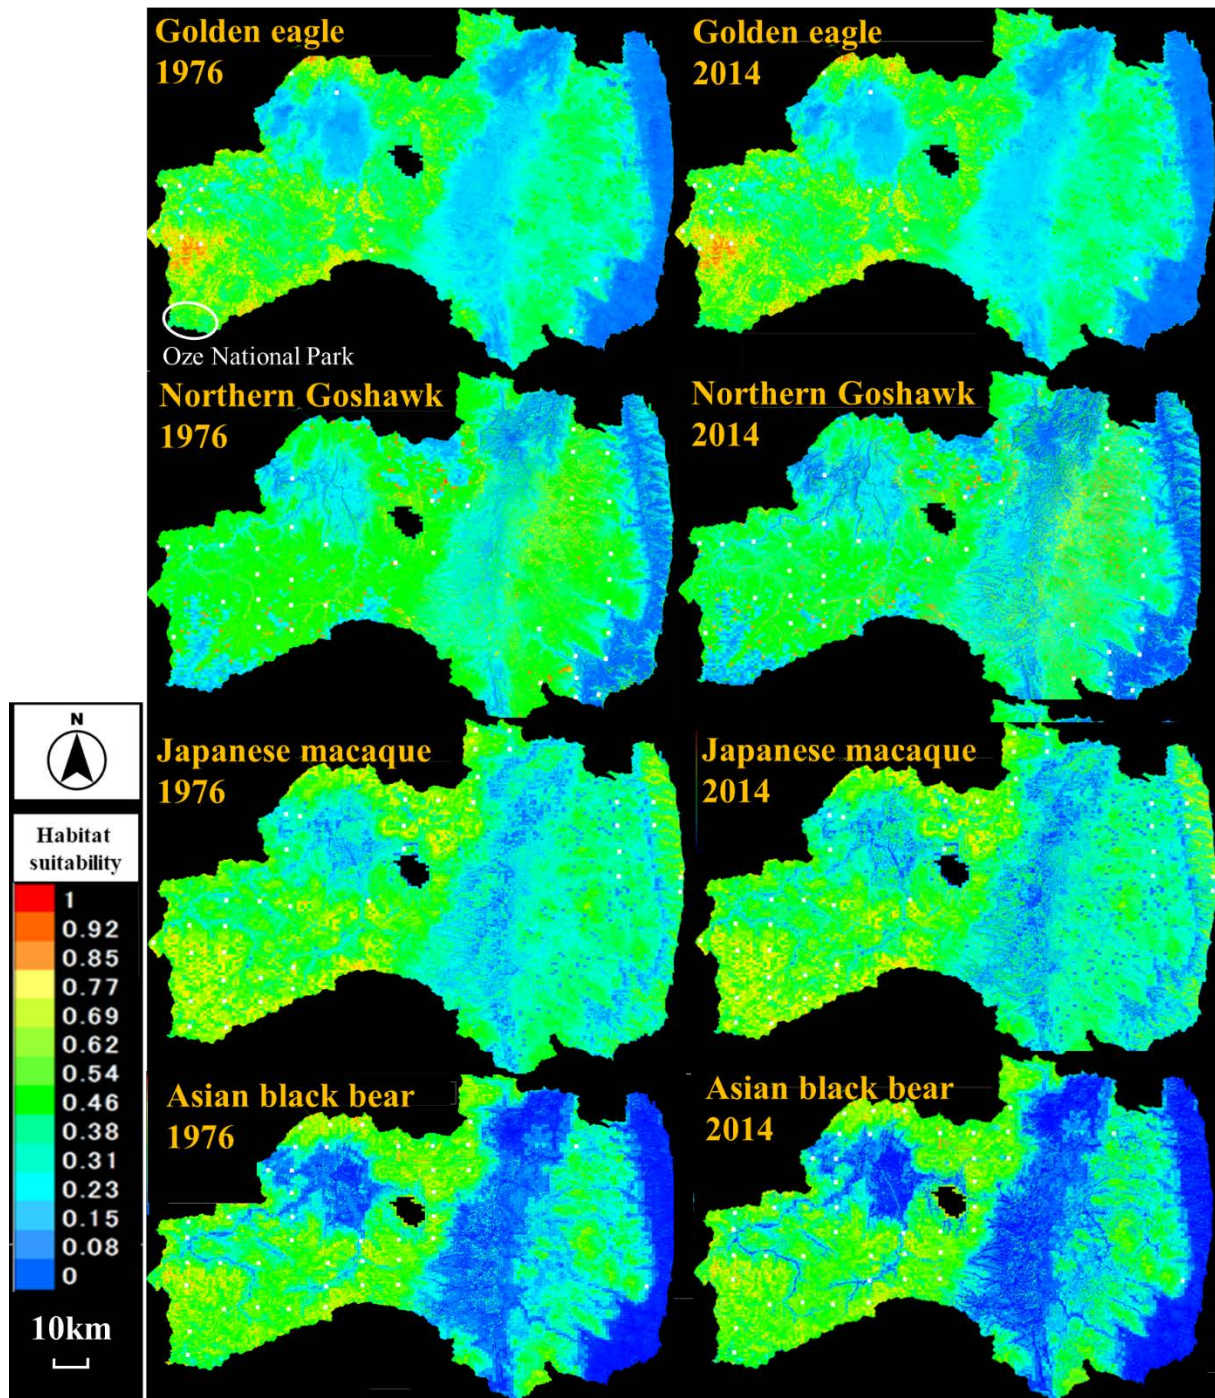 Golden eagle
1976
Golden eagle
2014
Oze National Park
Northern Goshawk
1976
Northern Goshawk
2014
Japanese macaque
1976
Japanese macaque
2014
Asian black bear
1976
Asian black bear
2014
N
Habitat
suitability
1
0.92
0.85
0.77
0.69
0.62
0.54
0.46
0.38
0.31
0.23
0.15
0.08
0
10km